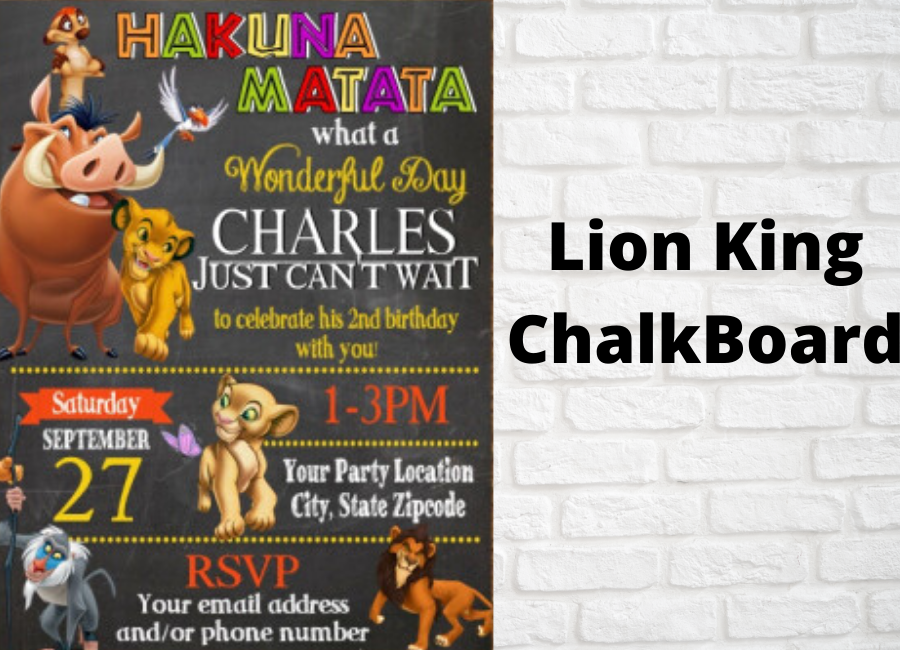 HAKUNA
MATATA
what a
Wonderful Day
CHARLES
JUST CAN'T WAIT
to celebrate his 2nd birthday
with you!
Saturday
SEPTEMBER
27
1-3PM
Your Party Location
City, State Zipcode
RSVP
Your email address
and/or phone number
Lion King
ChalkBoard